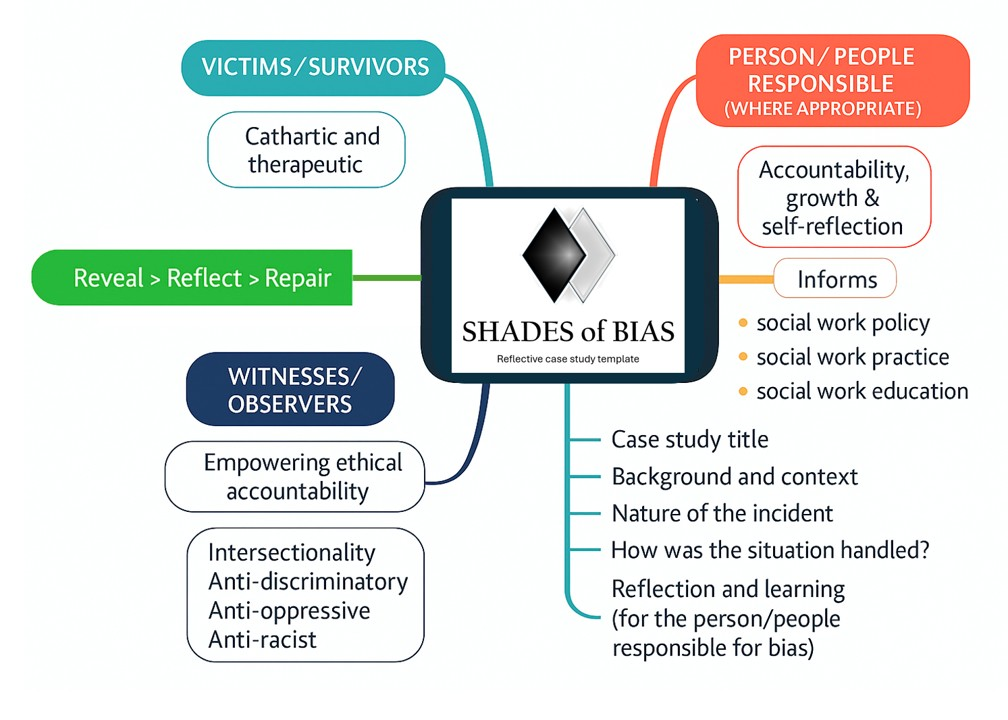 VICTIMS/SURVIVORS
Cathartic and
therapeutic
PERSON/PEOPLE
RESPONSIBLE
(WHERE APPROPRIATE)
Accountability,
growth &
self-reflection
Reveal > Reflect > Repair
SHADES of BIAS
Reflective case study template
Informs
social work policy
social work practice
social work education
WITNESSES/
OBSERVERS
Empowering ethical
accountability
Intersectionality
Anti-discriminatory
Anti-oppressive
Anti-racist
Case study title
Background and context
Nature of the incident
How was the situation handled?
Reflection and learning
(for the person/people
responsible for bias)